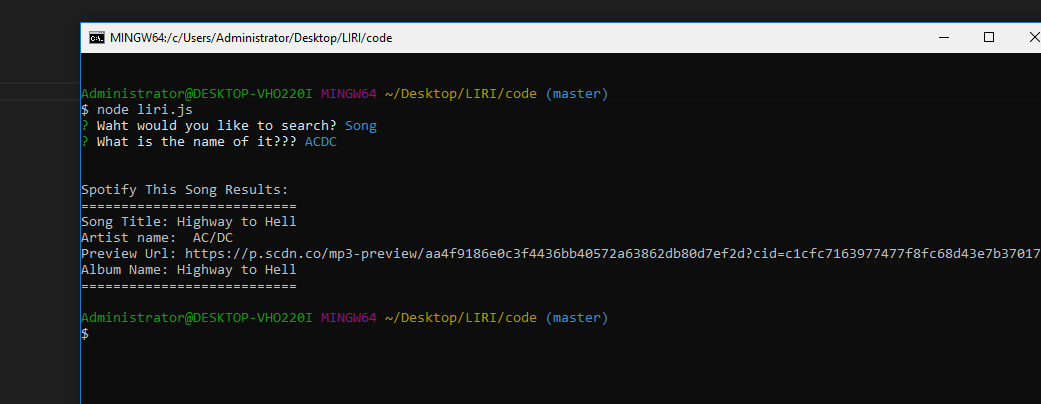 MINGW64:/c/Users/Administrator/Desktop/LIRI/code
Administrator@DESKTOP-VHO220I MINGW64 ~/Desktop/LIRI/code (master)
$ node liri.js
? Waht would you like to search? Song
? What is the name of it??? ACDC
Spotify This Song Results:
===========================
Song Title: Highway to Hell
Artist name:  AC/DC
Preview Url: https://p.scdn.co/mp3-preview/aa4f9186e0c3f4436bb40572a63862db80d7ef2d?cid=c1cfc7163977477f8fc68d43e7b37017
Album Name: Highway to Hell
===========================
Administrator@DESKTOP-VHO220I MINGW64 ~/Desktop/LIRI/code (master)
$